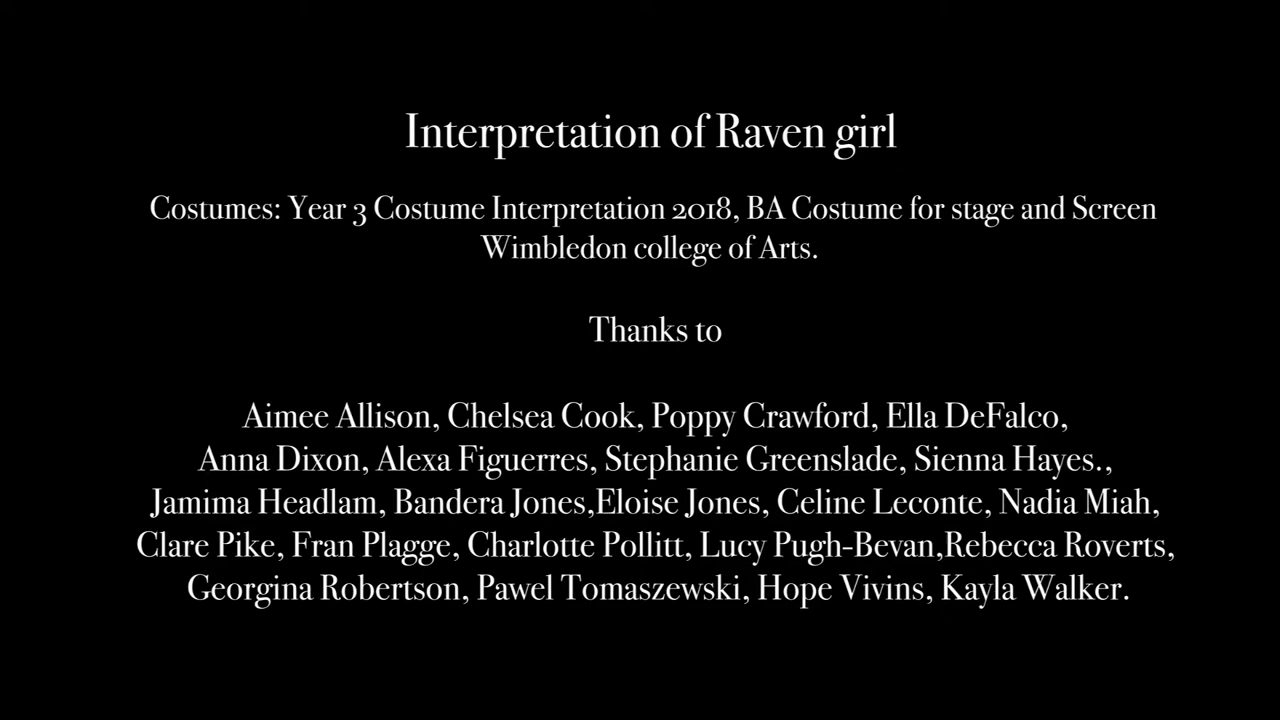 Interpretation of Raven girl
Costumes: Year 3 Costume Interpretation 2018, BA Costume for stage and Screen
Wimbledon college of Arts.
Thanks to
Aimee Allison, Chelsea Cook, Poppy Crawford, Ella DeFalco,
Anna Dixon, Alexa Figuerres, Stephanie Greenslade, Sienna Hayes.,
Jamima Headlam, Bandera Jones,Eloise Jones, Celine Leconte, Nadia Miah,
Clare Pike, Fran Plagge, Charlotte Pollitt, Lucy Pugh-Bevan,Rebecca Roverts,
Georgina Robertson, Pawel Tomaszewski, Hope Vivins, Kayla Walker.